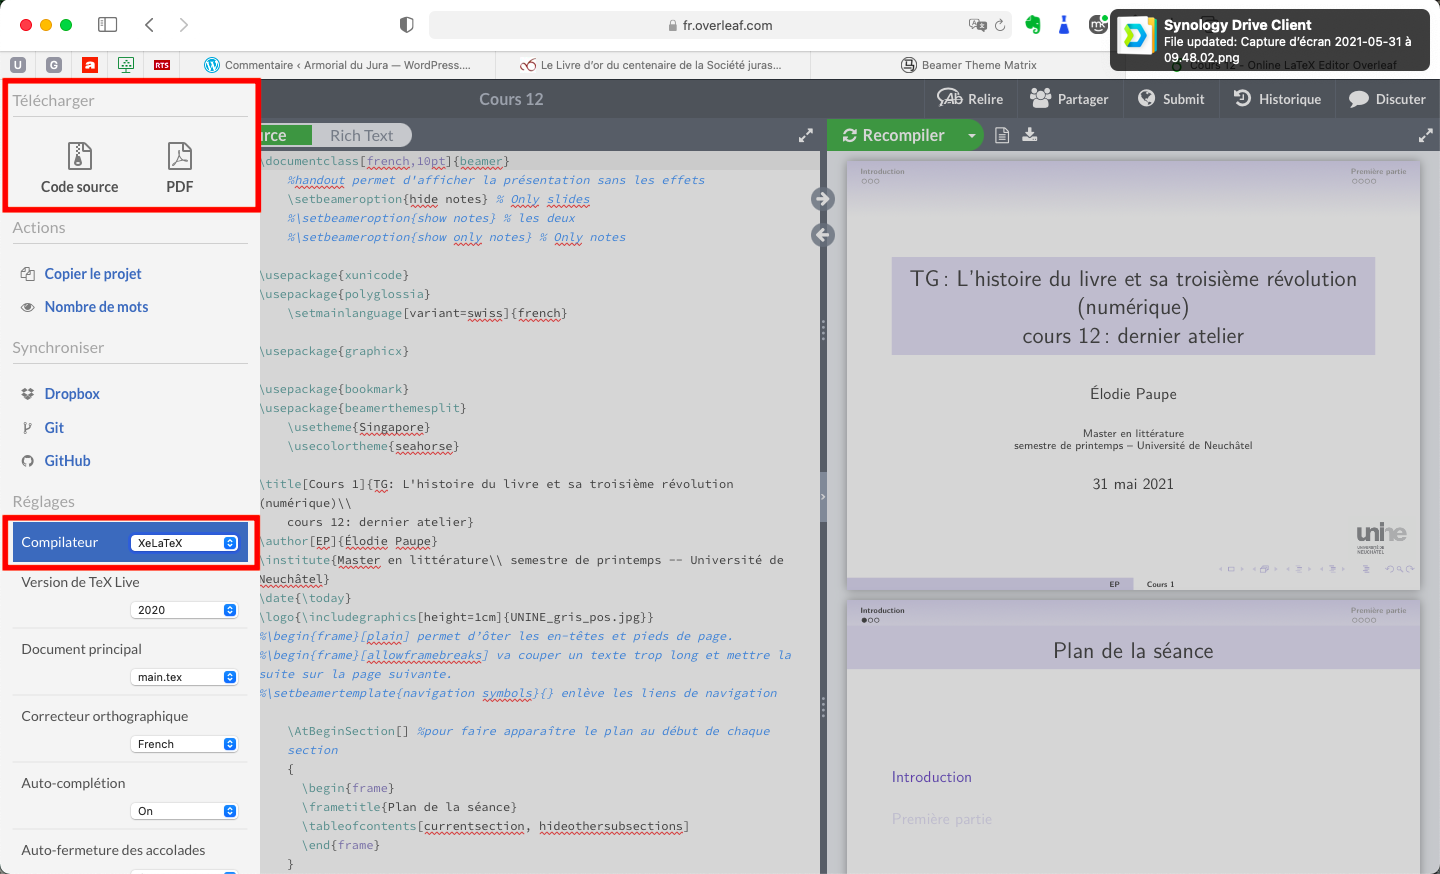 fr.overleaf.com
Synology Drive Client
File updated: Capture d'écran 2021-05-31 à
09.48.02.png
U
G
RTS
Commentaire ‹ Armorial du Jura — WordPress....
Le Livre d'or du centenaire de la Société juras...
Beamer Theme Matrix
Cours 12 - Online LaTeX Editor Overleaf
Télécharger
Code source
PDF
Actions
Copier le projet
Nombre de mots
Synchroniser
Dropbox
Git
GitHub
Réglages
Compilateur
XeLaTeX
Version de TeX Live
2020
Document principal
main.tex
Correcteur orthographique
French
Auto-complétion
On
Auto-fermeture des accolades
Cours 12
Relire
Partager
Submit
Historique
Discuter
urce
Rich Text
Recompiler
\documentclass[french,10pt]{beamer}
%handout permet d'afficher la présentation sans les effets
\setbeameroption{hide notes} % Only slides
%\setbeameroption{show notes} % les deux
%\setbeameroption{show only notes} % Only notes
\usepackage{xunicode}
\usepackage{polyglossia}
\setmainlanguage[variant=swiss]{french}
\usepackage{graphicx}
\usepackage{bookmark}
\usepackage{beamerthemesplit}
\usetheme{Singapore}
\usecolortheme{seahorse}
\title[Cours 1]{TG: L'histoire du livre et sa troisième révolution
(numérique)\\
cours 12: dernier atelier}
\author[EP]{Élodie Paupe}
\institute{Master en littérature\\ semestre de printemps -- Université de
Neuchâtel}
\date{\today}
\logo{\includegraphics[height=1cm]{UNINE_gris_pos.jpg}}
%\begin{frame}[plain] permet d'ôter les en-têtes et pieds de page.
%\begin{frame}[allowframebreaks] va couper un texte trop long et mettre la
suite sur la page suivante.
%\setbeamertemplate{navigation symbols}{} enlève les liens de navigation
\AtBeginSection[] %pour faire apparaître le plan au début de chaque
section
{
\begin{frame}
\frametitle{Plan de la séance}
\tableofcontents[currentsection, hideothersubsections]
\end{frame}
}
Introduction
Première partie
TG : L'histoire du livre et sa troisième révolution
(numérique)
cours 12 : dernier atelier
Élodie Paupe
Master en littérature
semestre de printemps – Université de Neuchâtel
31 mai 2021
unine
UNIVERSITÉ DE
NEUCHÂTEL
EP
Cours 1
Introduction
Première partie
Plan de la séance
Introduction
Première partie